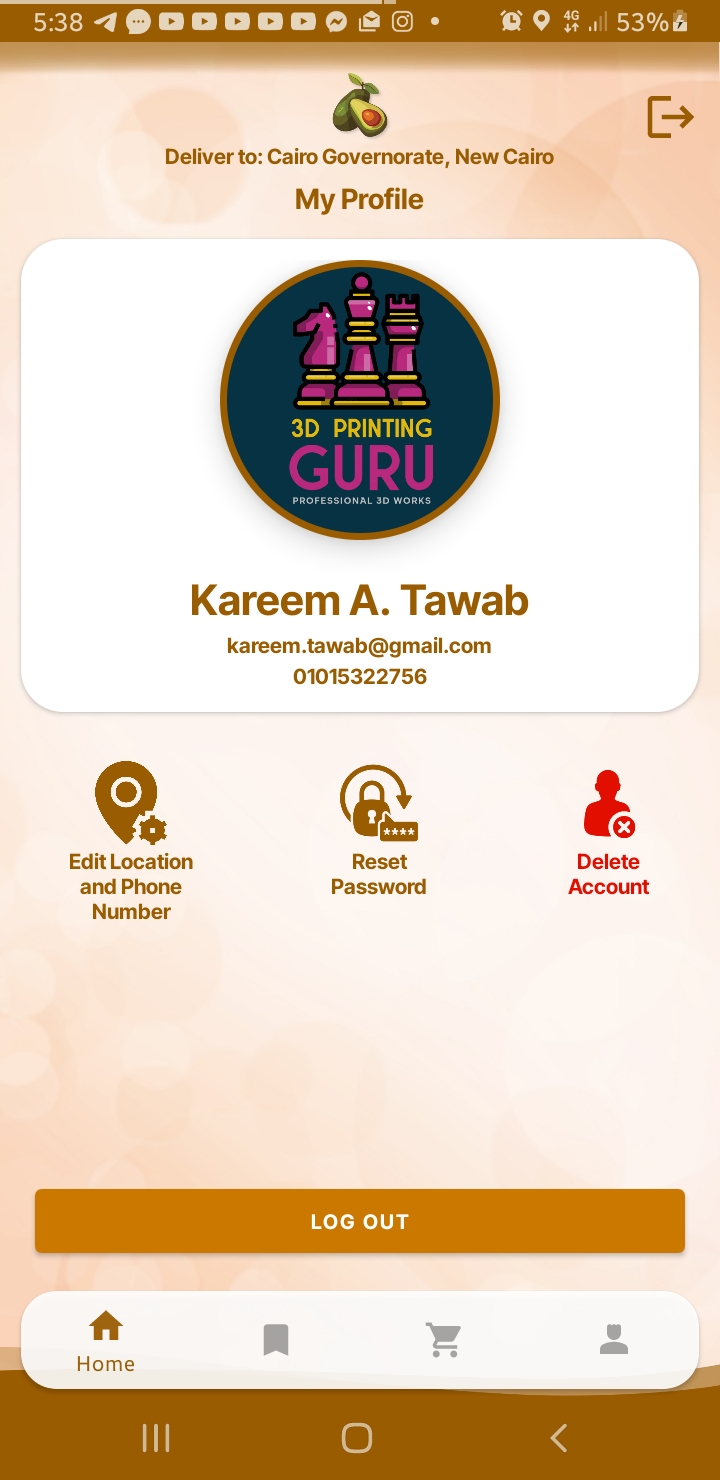 5:38
4G
53%
Deliver to: Cairo Governorate, New Cairo
My Profile
3D PRINTING
GURU
PROFESSIONAL 3D WORKS
Kareem A. Tawab
kareem.tawab@gmail.com
01015322756
Edit Location
and Phone
Number
Reset
Password
Delete
Account
LOG OUT
Home